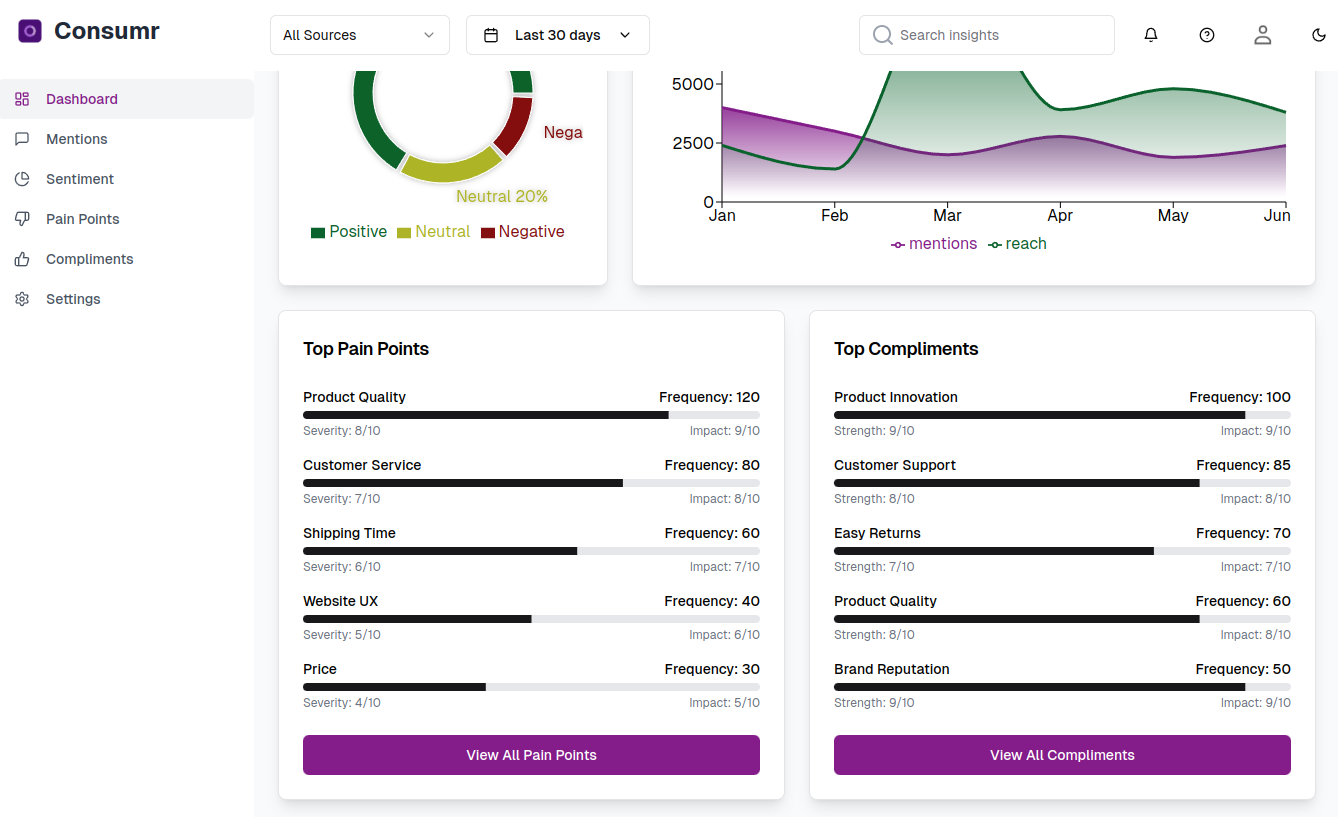 Consumr
All Sources
Last 30 days
Search insights
Dashboard
Mentions
Sentiment
Pain Points
Compliments
Settings
Nega
Neutral 20%
Positive Neutral Negative
5000
2500
0
Jan Feb Mar Apr May Jun
mentions reach
Top Pain Points
Product Quality Frequency: 120
Severity: 8/10 Impact: 9/10
Customer Service Frequency: 80
Severity: 7/10 Impact: 8/10
Shipping Time Frequency: 60
Severity: 6/10 Impact: 7/10
Website UX Frequency: 40
Severity: 5/10 Impact: 6/10
Price Frequency: 30
Severity: 4/10 Impact: 5/10
View All Pain Points
Top Compliments
Product Innovation Frequency: 100
Strength: 9/10 Impact: 9/10
Customer Support Frequency: 85
Strength: 8/10 Impact: 8/10
Easy Returns Frequency: 70
Strength: 7/10 Impact: 7/10
Product Quality Frequency: 60
Strength: 8/10 Impact: 8/10
Brand Reputation Frequency: 50
Strength: 9/10 Impact: 9/10
View All Compliments